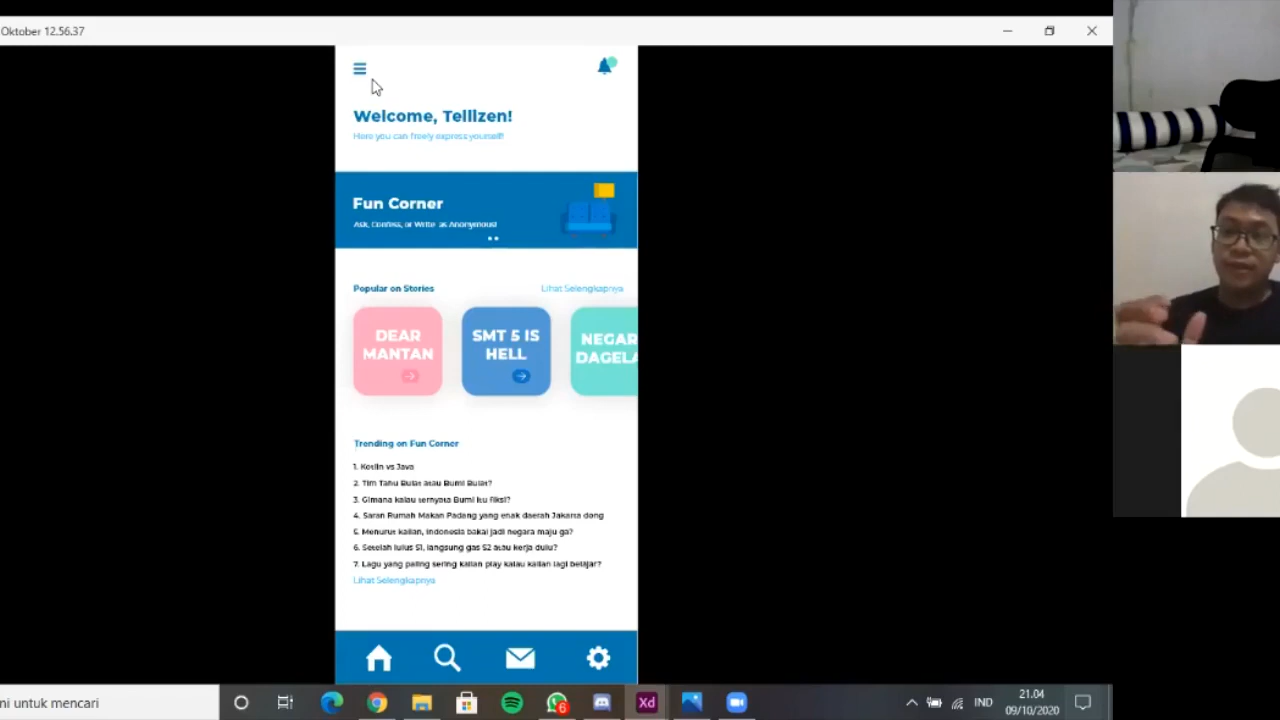 Oktober 12.56.37
Welcome, Tellizen!
Here you can freely express yourself!
Fun Corner
Ask, Confess, or Write as Anonymous!
Popular on Stories
Lihat Selengkapnya
DEAR
MANTAN
SMT 5 IS
HELL
NEGAR
DAGELA
Trending on Fun Corner
1. Kotlin vs Java
2. Tim Tahu Bulat atau Bumi Bulat?
3. Gimana kalau ternyata Bumi itu fiksi?
4. Saran Rumah Makan Padang yang enak daerah Jakarta dong
5. Menurut kalian, Indonesia bakal jadi negara maju ga?
6. Setelah lulus S1, langsung gas S2 atau kerja dulu?
7. Lagu yang paling sering kalian play kalau kalian lagi belajar?
Lihat Selengkapnya
ni untuk mencari
6
Xd
IND
21.04
09/10/2020